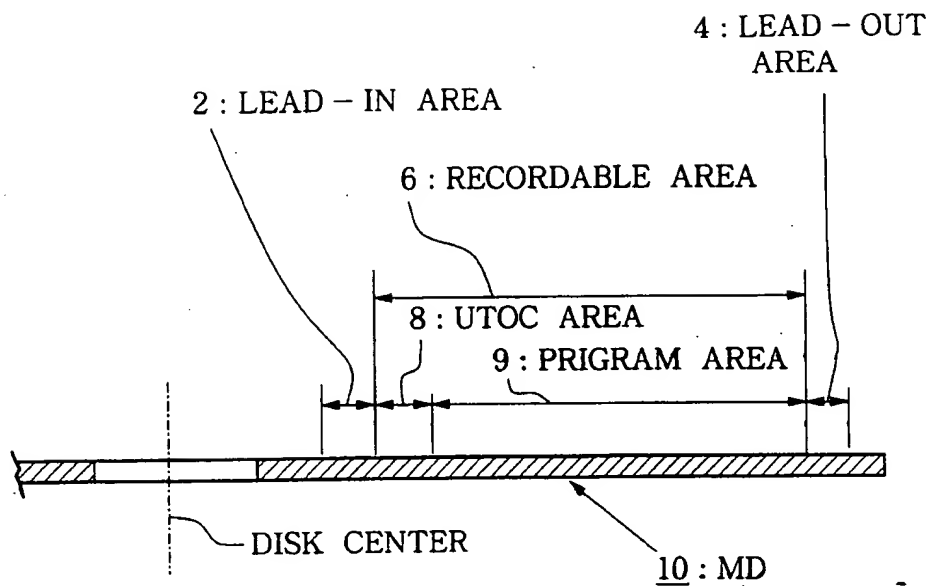 4 : LEAD-OUT
AREA
2 : LEAD-IN AREA
6 : RECORDABLE AREA
8 : UTOC AREA
9 : PRIGRAM AREA
DISK CENTER
10 : MD